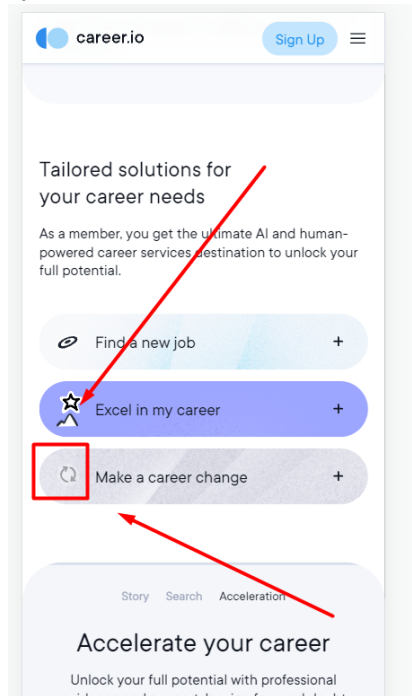 career.io
Sign Up
Tailored solutions for
your career needs
As a member, you get the ultimate AI and human-
powered career services destination to unlock your
full potential.
Find a new job +
Excel in my career +
Make a career change +
Story Search Acceleration
Accelerate your career
Unlock your full potential with professional